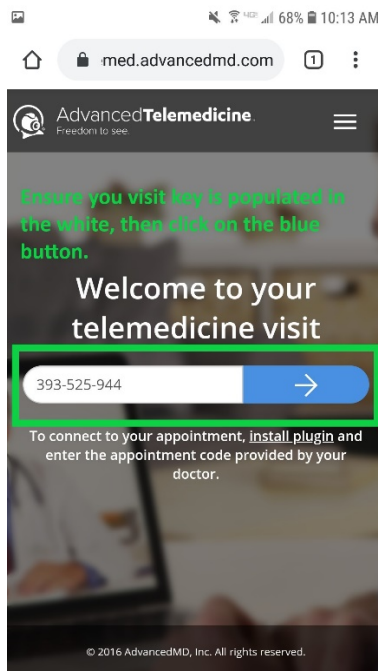 68% 10:13 AM
:med.advancedmd.com 1
AdvancedTelemedicine.
Freedom to see.
Ensure you visit key is populated in
the white, then click on the blue
button.
Welcome to your
telemedicine visit
393-525-944
To connect to your appointment, install plugin and
enter the appointment code provided by your
doctor.
© 2016 AdvancedMD, Inc. All rights reserved.